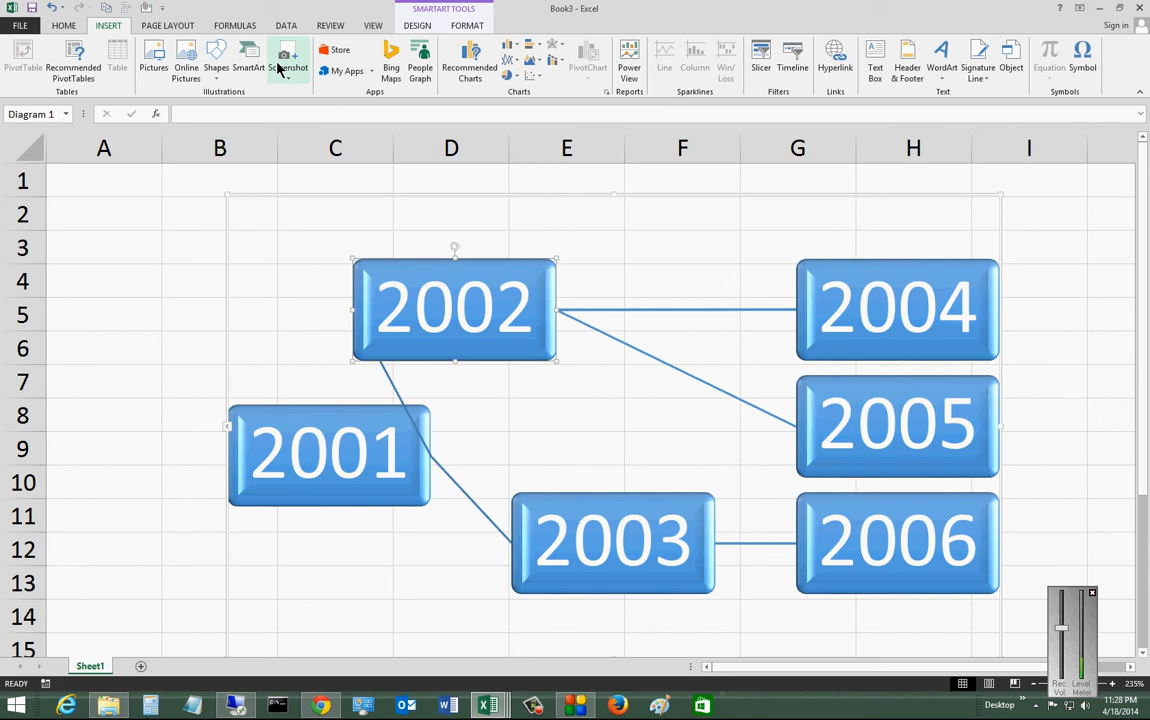 SMARTART TOOLS
Book3 - Excel
?
Sign in
FILE HOME INSERT PAGE LAYOUT FORMULAS DATA REVIEW VIEW DESIGN FORMAT
PivotTable Recommended PivotTables Table
Pictures Online Pictures Shapes SmartArt
Store
My Apps
Bing Maps People Graph
Recommended Charts
PivotChart
Power View
Line Column Win/Loss
Slicer Timeline
Hyperlink
Text Box Header & Footer WordArt Signature Line Object
Equation Symbol
Tables Illustrations Apps Charts Reports Sparklines Filters Links Text Symbols
Diagram 1 fx
A B C D E F G H I
1
2
3
4
5
6
7
8
9
10
11
12
13
14
15
2002 2004
2005
2001
2003 2006
Rec. Vol Level Meter
Sheet1
READY 235%
Desktop
11:28 PM
4/18/2014